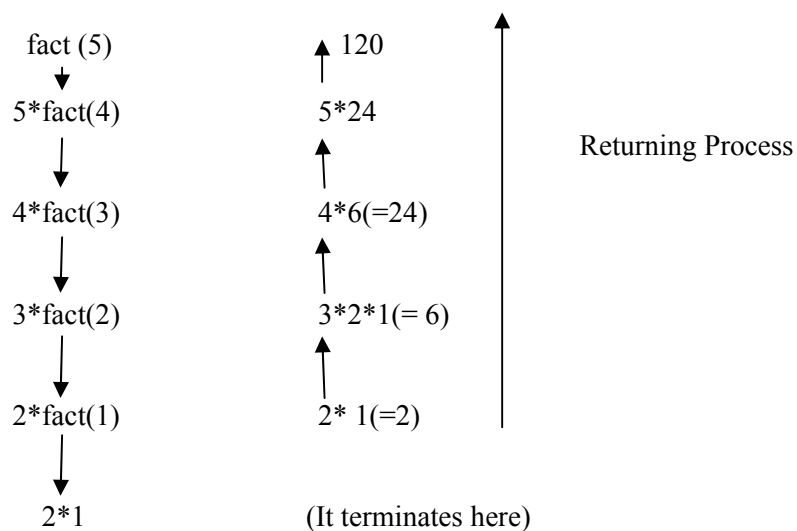 fact (5) 120
5*fact(4) 5*24
Returning Process
4*fact(3) 4*6(=24)
3*fact(2) 3*2*1(= 6)
2*fact(1) 2* 1(=2)
2*1 (It terminates here)